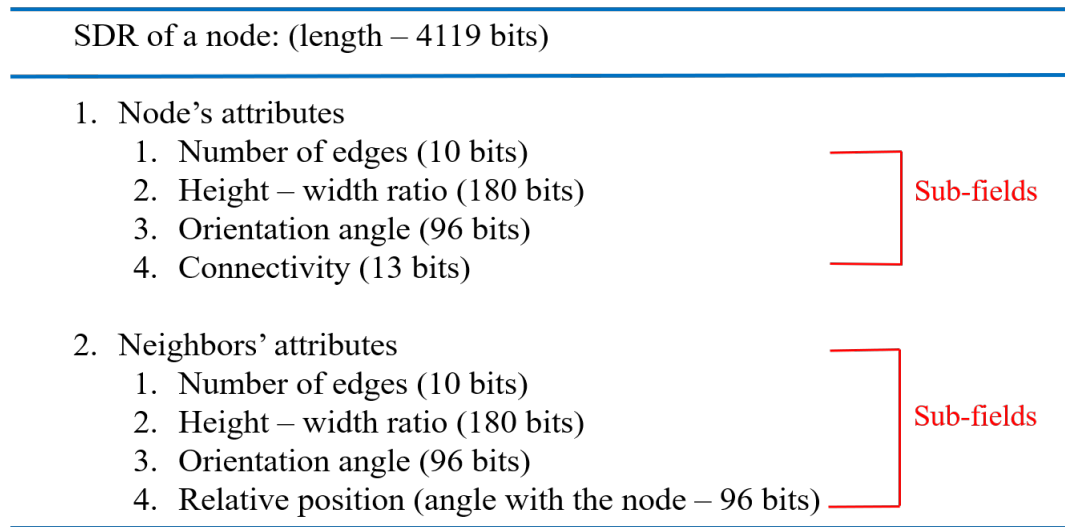 SDR of a node: (length – 4119 bits)
1. Node's attributes
1. Number of edges (10 bits)
2. Height – width ratio (180 bits)
Sub-fields
3. Orientation angle (96 bits)
4. Connectivity (13 bits)
2. Neighbors' attributes
1. Number of edges (10 bits)
2. Height – width ratio (180 bits)
Sub-fields
3. Orientation angle (96 bits)
4. Relative position (angle with the node – 96 bits)